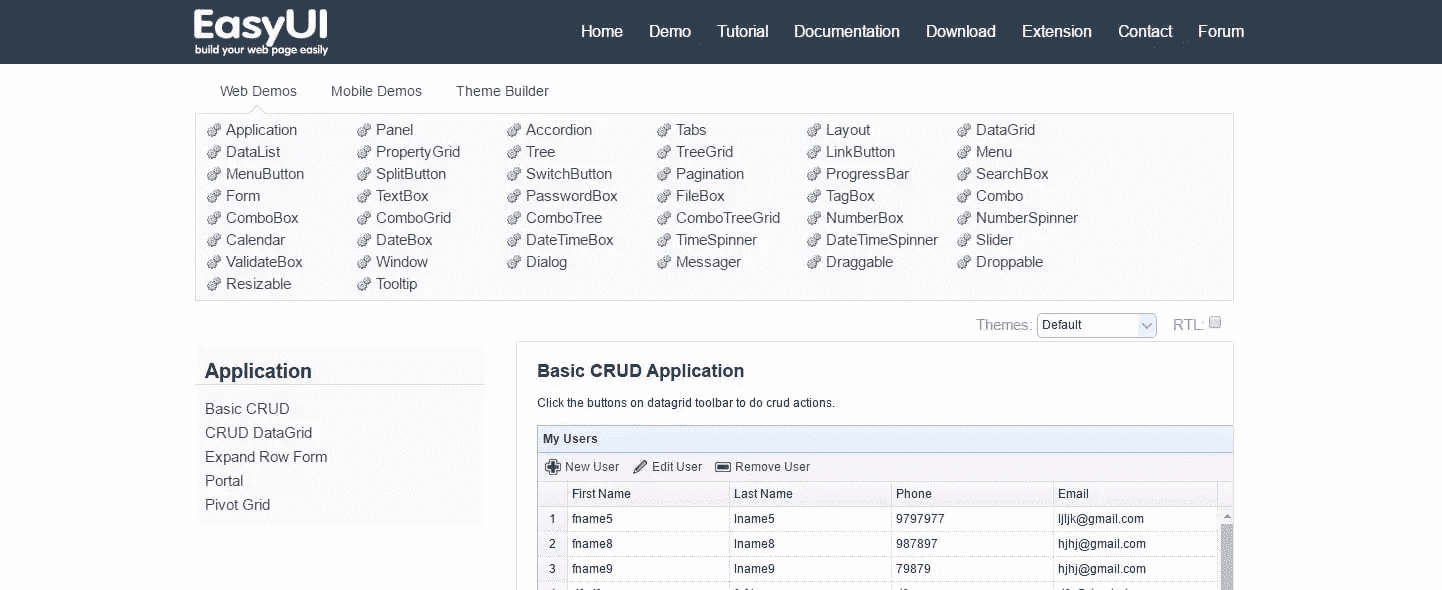 EasyUI
build your web page easily
Home Demo Tutorial Documentation Download Extension Contact Forum
Web Demos Mobile Demos Theme Builder
Application Panel Accordion Tabs Layout DataGrid
DataList PropertyGrid Tree TreeGrid LinkButton Menu
MenuButton SplitButton SwitchButton Pagination ProgressBar SearchBox
Form TextBox PasswordBox FileBox TagBox Combo
ComboBox ComboGrid ComboTree ComboTreeGrid NumberBox NumberSpinner
Calendar DateBox DateTimeBox TimeSpinner DateTimeSpinner Slider
ValidateBox Window Dialog Messager Draggable Droppable
Resizable Tooltip
Themes: Default RTL:
Application
Basic CRUD
CRUD DataGrid
Expand Row Form
Portal
Pivot Grid
Basic CRUD Application
Click the buttons on datagrid toolbar to do crud actions.
My Users
New User Edit User Remove User
First Name Last Name Phone Email
1 fname5 lname5 9797977 ljljk@gmail.com
2 fname8 lname8 987897 hjhj@gmail.com
3 fname9 lname9 79879 hjhj@gmail.com